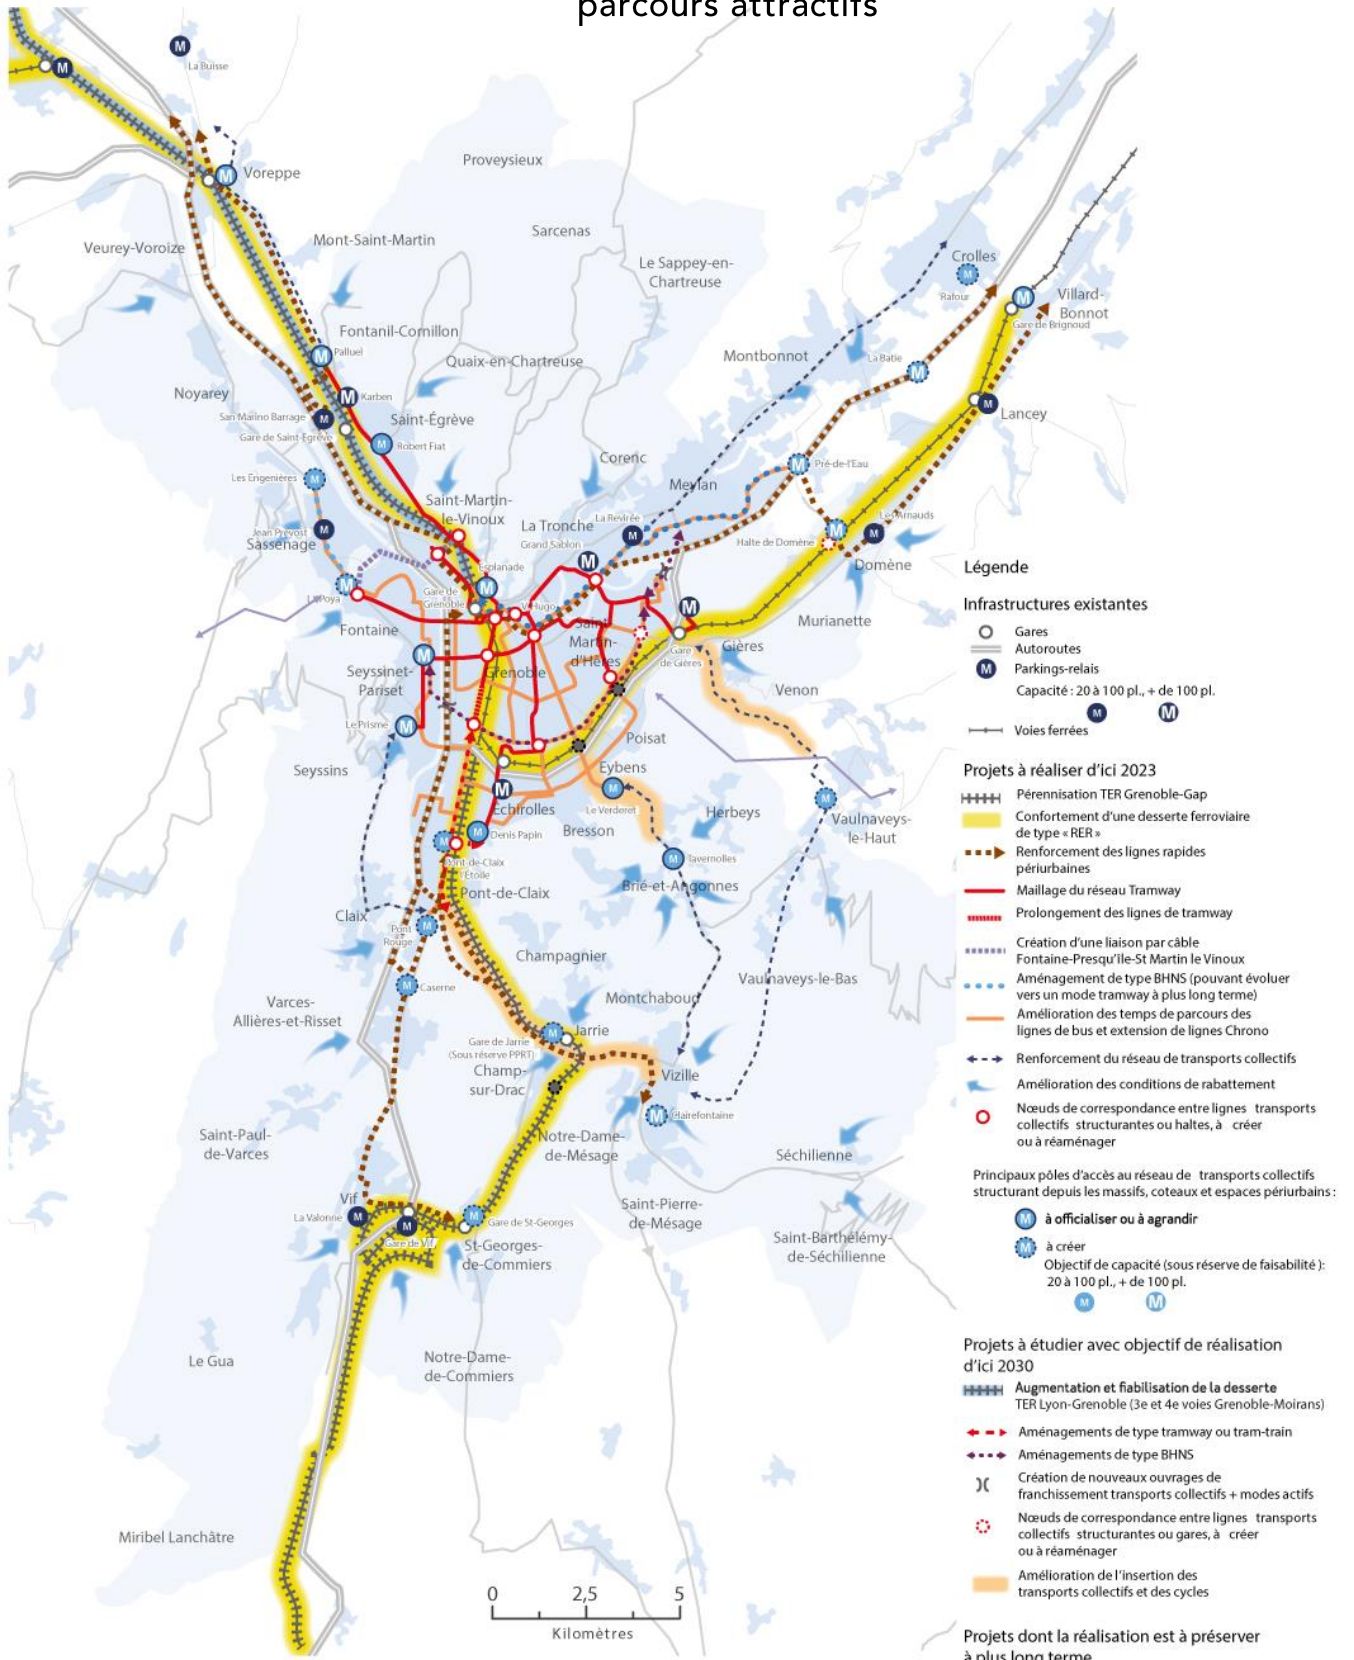 parcours attractifs
M
La Buisse
M
M
Voreppe
Proveysieux
Veurey-Voroize
Mont-Saint-Martin
Sarcenas
Le Sappey-en-
Chartreuse
Crolles
M
Rafour
M
Villard-
Bonnot
Gare de Brignoud
Fontanil-Cornillon
M
Palluel
Quaix-en-Chartreuse
Montbonnot
La Batie
M
Noyarey
M
Karben
M
Lancey
San Marino Barrage
M
Saint-Égrève
Gare de Saint-Egrève
M
Robert Fiat
Corenc
M
Pré-de-l'Eau
Les Engenières
M
Meylan
Saint-Martin-
le-Vinoux
La Tronche
La Revirée
M
Les Arnauds
M
Jean Prévost
M
Sassenage
Grand Sablon
M
Halte de Domène
M
Domène
Esplanade
M
M
La Poya
Gare de
Grenoble
V. Hugo
M
Fontaine
Saint-
Martin-
d'Hères
Murianette
Gières
Gare
de Gières
M
Seyssinet-
Pariset
Grenoble
Venon
Le Prisme
M
Poisat
Seyssins
Eybens
M
Le Verderet
M
Echirolles
Herbeys
M
Vaulnaveys-
le-Haut
M
Denis Papin
Bresson
M
Pont-de-Claix
Etoile
M
Tavernolles
Brié-et-Angonnes
Pont-de-Claix
Claix
Pont
Rouge
M
Champagnier
Vaulnaveys-le-Bas
M
Caserne
Montchaboud
Varces-
Allières-et-Risset
M
Jarrie
Gare de Jarrie
(Sous réserve PPRT)
Champ-
sur-Drac
Vizille
M
Clairefontaine
Saint-Paul-
de-Varces
Notre-Dame-
de-Mésage
Séchilienne
Vif
La Valonne
M
M
Gare de Vif
M
Gare de St-Georges
St-Georges-
de-Commiers
Saint-Pierre-
de-Mésage
Saint-Barthélémy-
de-Séchilienne
Le Gua
Notre-Dame-
de-Commiers
Miribel Lanchâtre
0 2,5 5
Kilomètres
Légende
Infrastructures existantes
Gares
Autoroutes
M Parkings-relais
Capacité : 20 à 100 pl., + de 100 pl.
M M
Voies ferrées
Projets à réaliser d'ici 2023
Pérennisation TER Grenoble-Gap
Confortement d'une desserte ferroviaire
de type « RER »
Renforcement des lignes rapides
périurbaines
Maillage du réseau Tramway
Prolongement des lignes de tramway
Création d'une liaison par câble
Fontaine-Presqu'île-St Martin le Vinoux
Aménagement de type BHNS (pouvant évoluer
vers un mode tramway à plus long terme)
Amélioration des temps de parcours des
lignes de bus et extension de lignes Chrono
Renforcement du réseau de transports collectifs
Amélioration des conditions de rabattement
Nœuds de correspondance entre lignes transports
collectifs structurantes ou haltes, à créer
ou à réaménager
Principaux pôles d'accès au réseau de transports collectifs
structurant depuis les massifs, coteaux et espaces périurbains :
M à officialiser ou à agrandir
M à créer
Objectif de capacité (sous réserve de faisabilité ):
20 à 100 pl., + de 100 pl.
M M
Projets à étudier avec objectif de réalisation
d'ici 2030
Augmentation et fiabilisation de la desserte
TER Lyon-Grenoble (3e et 4e voies Grenoble-Moirans)
Aménagements de type tramway ou tram-train
Aménagements de type BHNS
Création de nouveaux ouvrages de
franchissement transports collectifs + modes actifs
Nœuds de correspondance entre lignes transports
collectifs structurantes ou gares, à créer
ou à réaménager
Amélioration de l'insertion des
transports collectifs et des cycles
Projets dont la réalisation est à préserver
à plus long terme